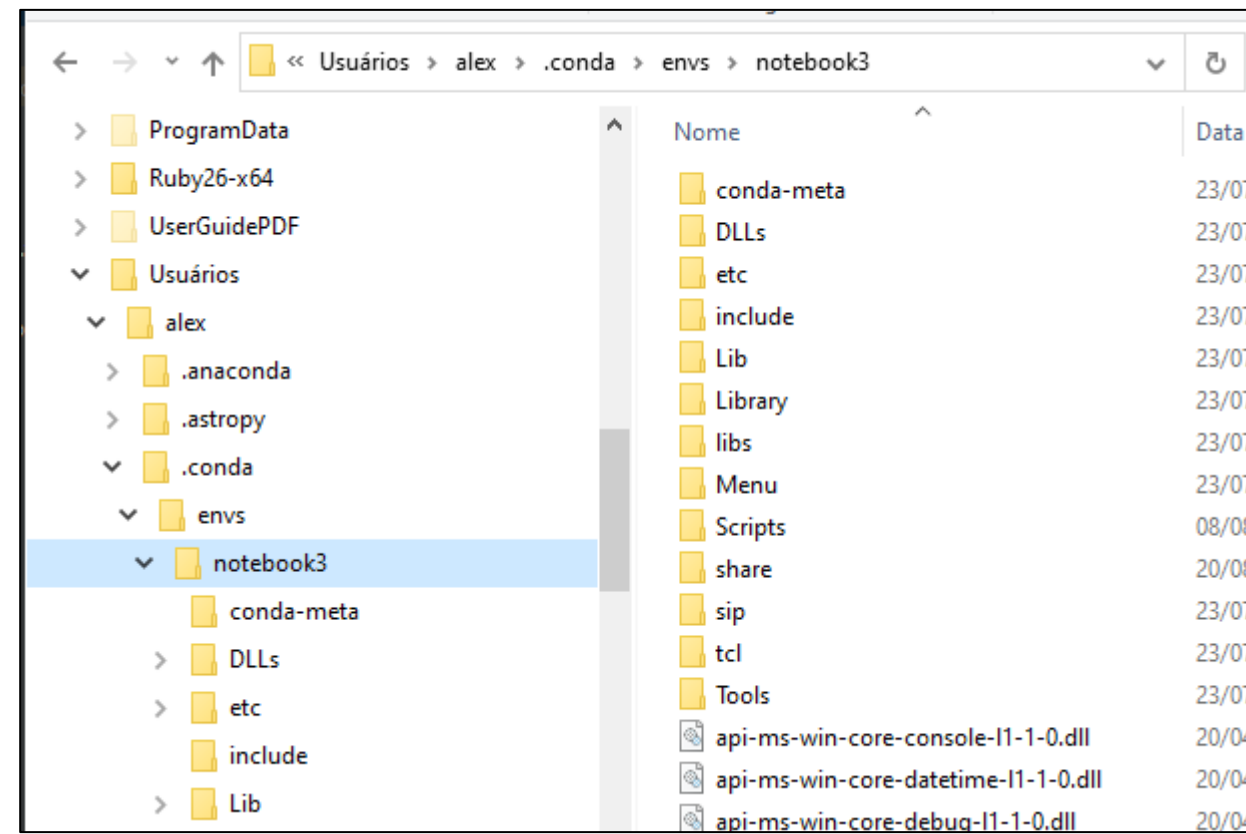 « Usuários > alex > .conda > envs > notebook3
ProgramData
Ruby26-x64
UserGuidePDF
Usuários
alex
.anaconda
.astropy
.conda
envs
notebook3
conda-meta
DLLs
etc
include
Lib
Nome Data
conda-meta 23/07
DLLs 23/07
etc 23/07
include 23/07
Lib 23/07
Library 23/07
libs 23/07
Menu 23/07
Scripts 08/08
share 20/08
sip 23/07
tcl 23/07
Tools 23/07
api-ms-win-core-console-l1-1-0.dll 20/04
api-ms-win-core-datetime-l1-1-0.dll 20/04
api-ms-win-core-debug-l1-1-0.dll 20/04